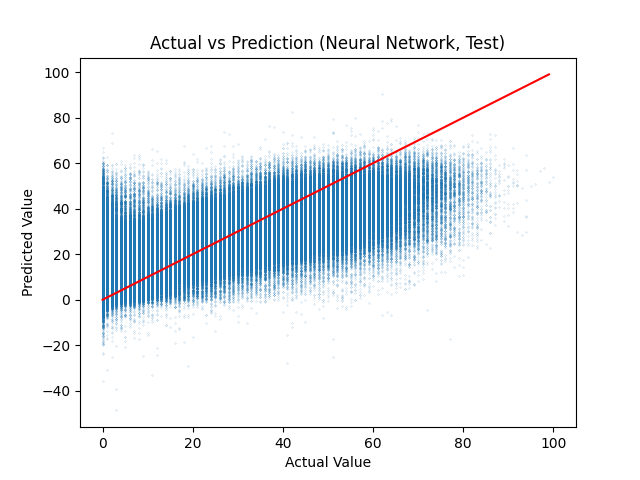 Actual vs Prediction (Neural Network, Test)
100
80
60
40
20
0
−20
−40
Predicted Value
0 20 40 60 80 100
Actual Value